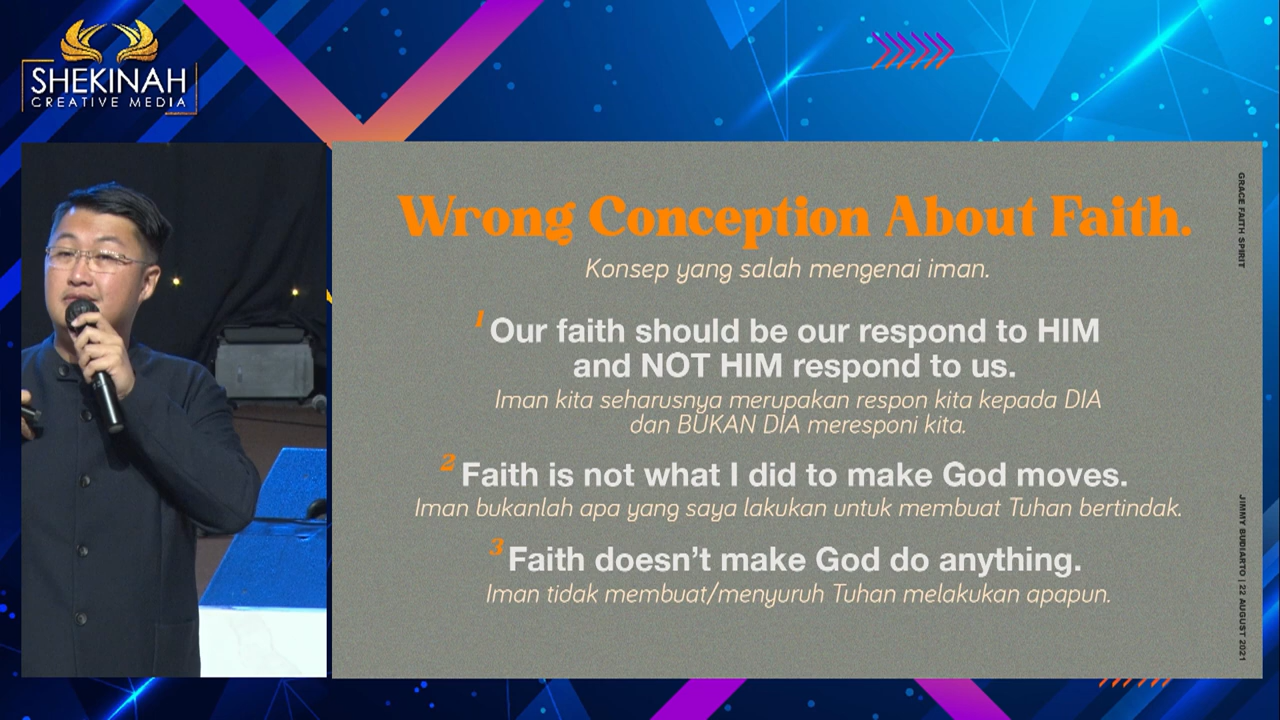 SHEKINAH
CREATIVE MEDIA
Wrong Conception About Faith.
Konsep yang salah mengenai iman.
1 Our faith should be our respond to HIM
and NOT HIM respond to us.
Iman kita seharusnya merupakan respon kita kepada DIA
dan BUKAN DIA meresponi kita.
2 Faith is not what I did to make God moves.
Iman bukanlah apa yang saya lakukan untuk membuat Tuhan bertindak.
3 Faith doesn't make God do anything.
Iman tidak membuat/menyuruh Tuhan melakukan apapun.
GRACE FAITH SPIRIT
JIMMY BUDIARTO | 22 AUGUST 2021